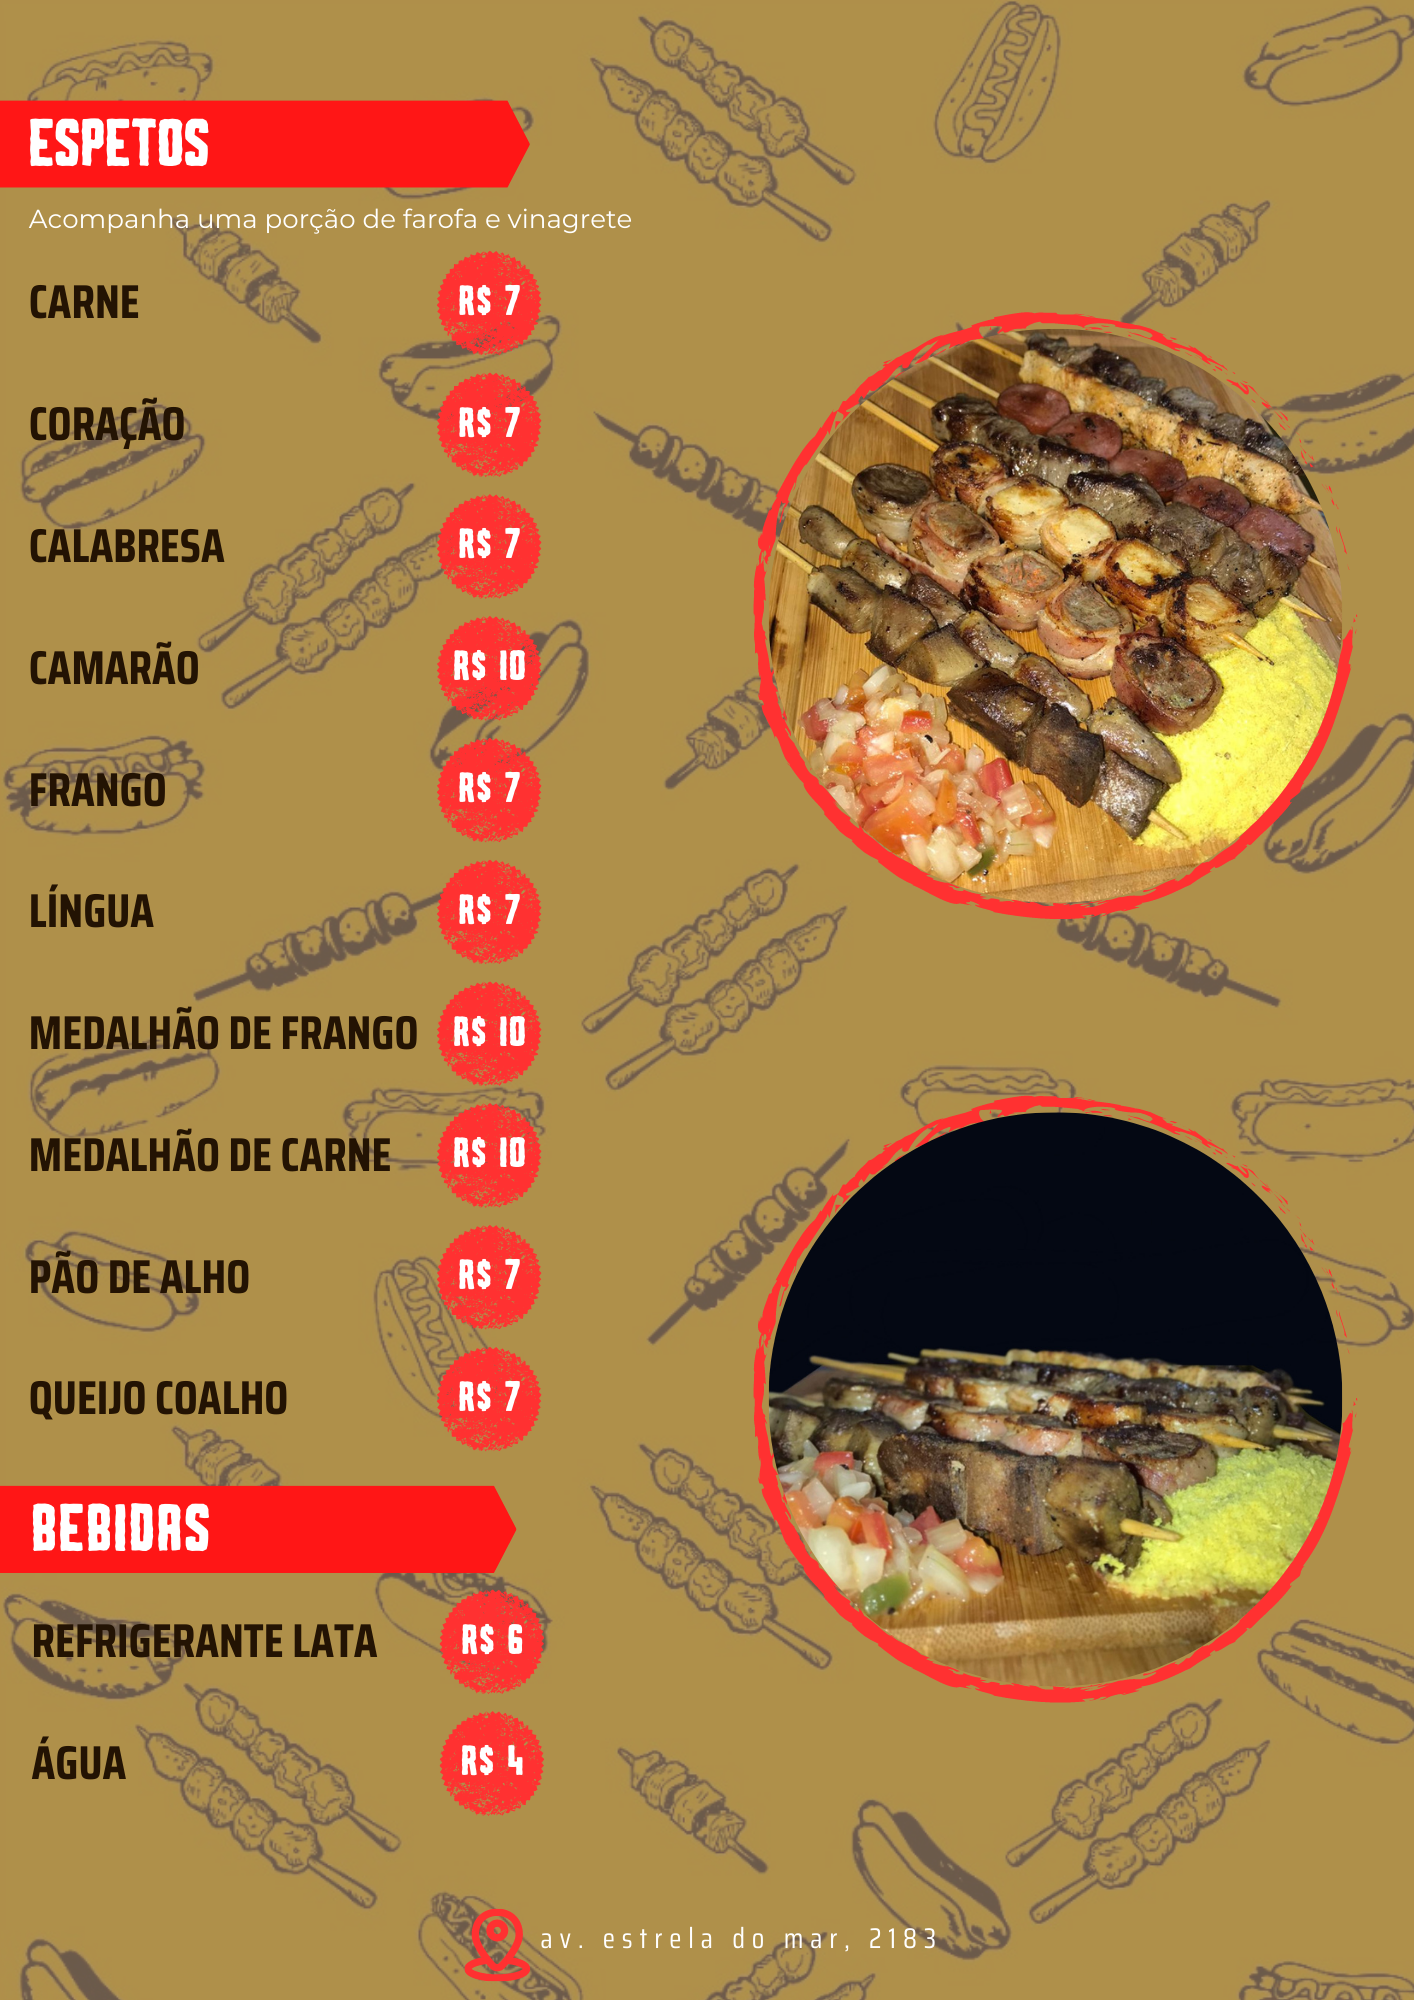 ESPETOS
Acompanha uma porção de farofa e vinagrete
CARNE R$ 7
CORAÇÃO R$ 7
CALABRESA R$ 7
CAMARÃO R$ 10
FRANGO R$ 7
LÍNGUA R$ 7
MEDALHÃO DE FRANGO R$ 10
MEDALHÃO DE CARNE R$ 10
PÃO DE ALHO R$ 7
QUEIJO COALHO R$ 7
BEBIDAS
REFRIGERANTE LATA R$ 6
ÁGUA R$ 4
av. estrela do mar, 2183